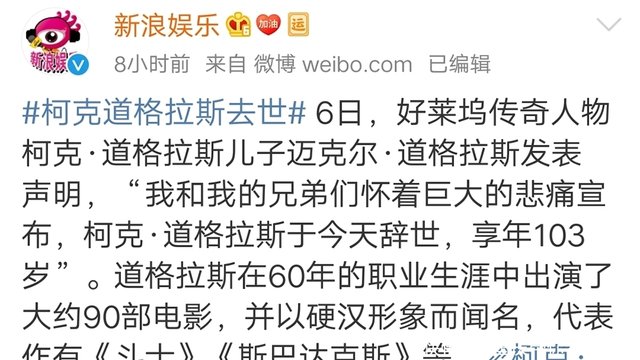 新浪娱乐
加油
运
新浪娱
8小时前 来自 微博 weibo.com 已编辑
#柯克道格拉斯去世# 6日，好莱坞传奇人物
柯克·道格拉斯儿子迈克尔·道格拉斯发表
声明，“我和我的兄弟们怀着巨大的悲痛宣
布，柯克·道格拉斯于今天辞世，享年103
岁”。道格拉斯在60年的职业生涯中出演了
大约90部电影，并以硬汉形象而闻名，代表
作有《斗士》《斯巴达克斯》等。《柯克·